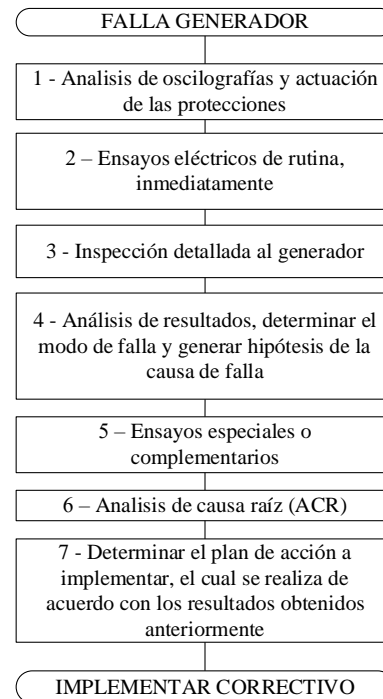 FALLA GENERADOR
1 - Analisis de oscilografías y actuación
de las protecciones
2 – Ensayos eléctricos de rutina,
inmediatamente
3 - Inspección detallada al generador
4 - Análisis de resultados, determinar el
modo de falla y generar hipótesis de la
causa de falla
5 – Ensayos especiales o
complementarios
6 – Analisis de causa raíz (ACR)
7 - Determinar el plan de acción a
implementar, el cual se realiza de
acuerdo con los resultados obtenidos
anteriormente
IMPLEMENTAR CORRECTIVO